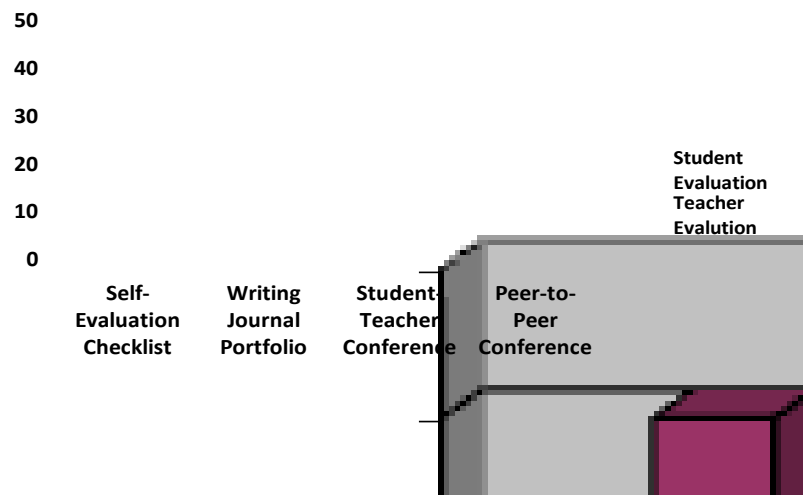 50
40
30
20
10
0
Student
Evaluation
Teacher
Evalution
Self-
Evaluation
Checklist
Writing
Journal
Portfolio
Student-
Teacher
Conference
Peer-to-
Peer
Conference